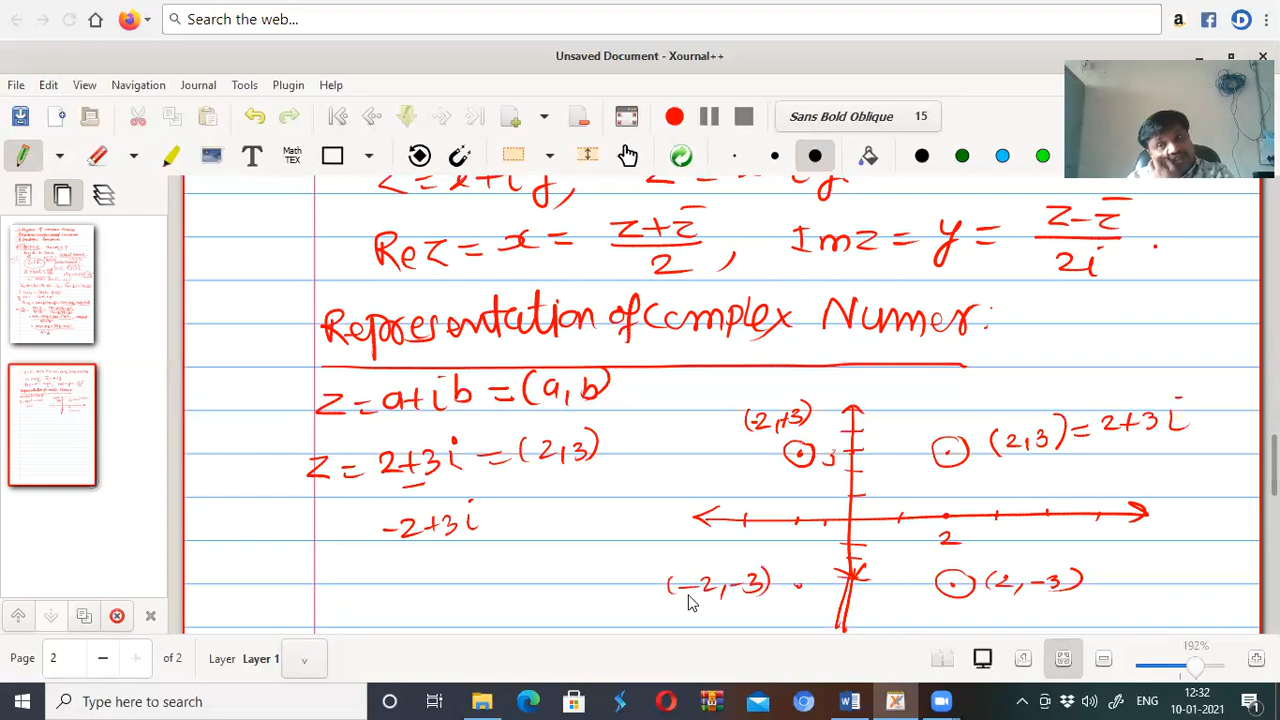 Search the web...
Unsaved Document - Xournal++
File Edit View Navigation Journal Tools Help
Sans Bold Oblique 15
Math TEX
z = x + iy,
Re z = x = z + z̅ / 2 , Im z = y = z - z̅ / 2i .
Representation of Complex Numer:
z = a + ib = (a, b)
z = 2+3i = (2,3)
-2+3i
(-2,+3)
3
(2,3) = 2+3i
2
(-2,-3)
(2,-3)
Page 2 of 2 Layer Layer 1
192%
Type here to search
ENG
12:32
10-01-2021